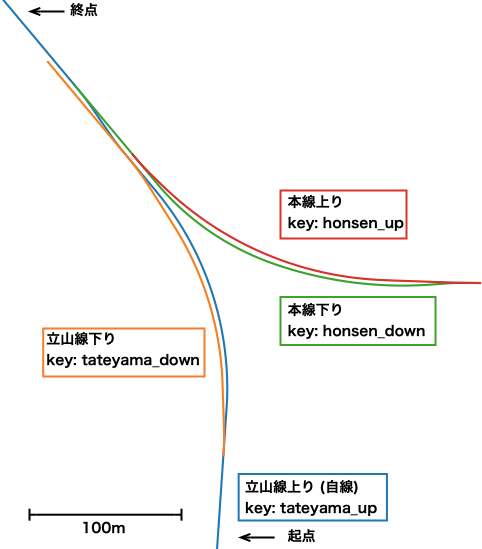 終点
本線上り
key: honsen_up
本線下り
key: honsen_down
立山線下り
key: tateyama_down
立山線上り (自線)
key: tateyama_up
100m
起点